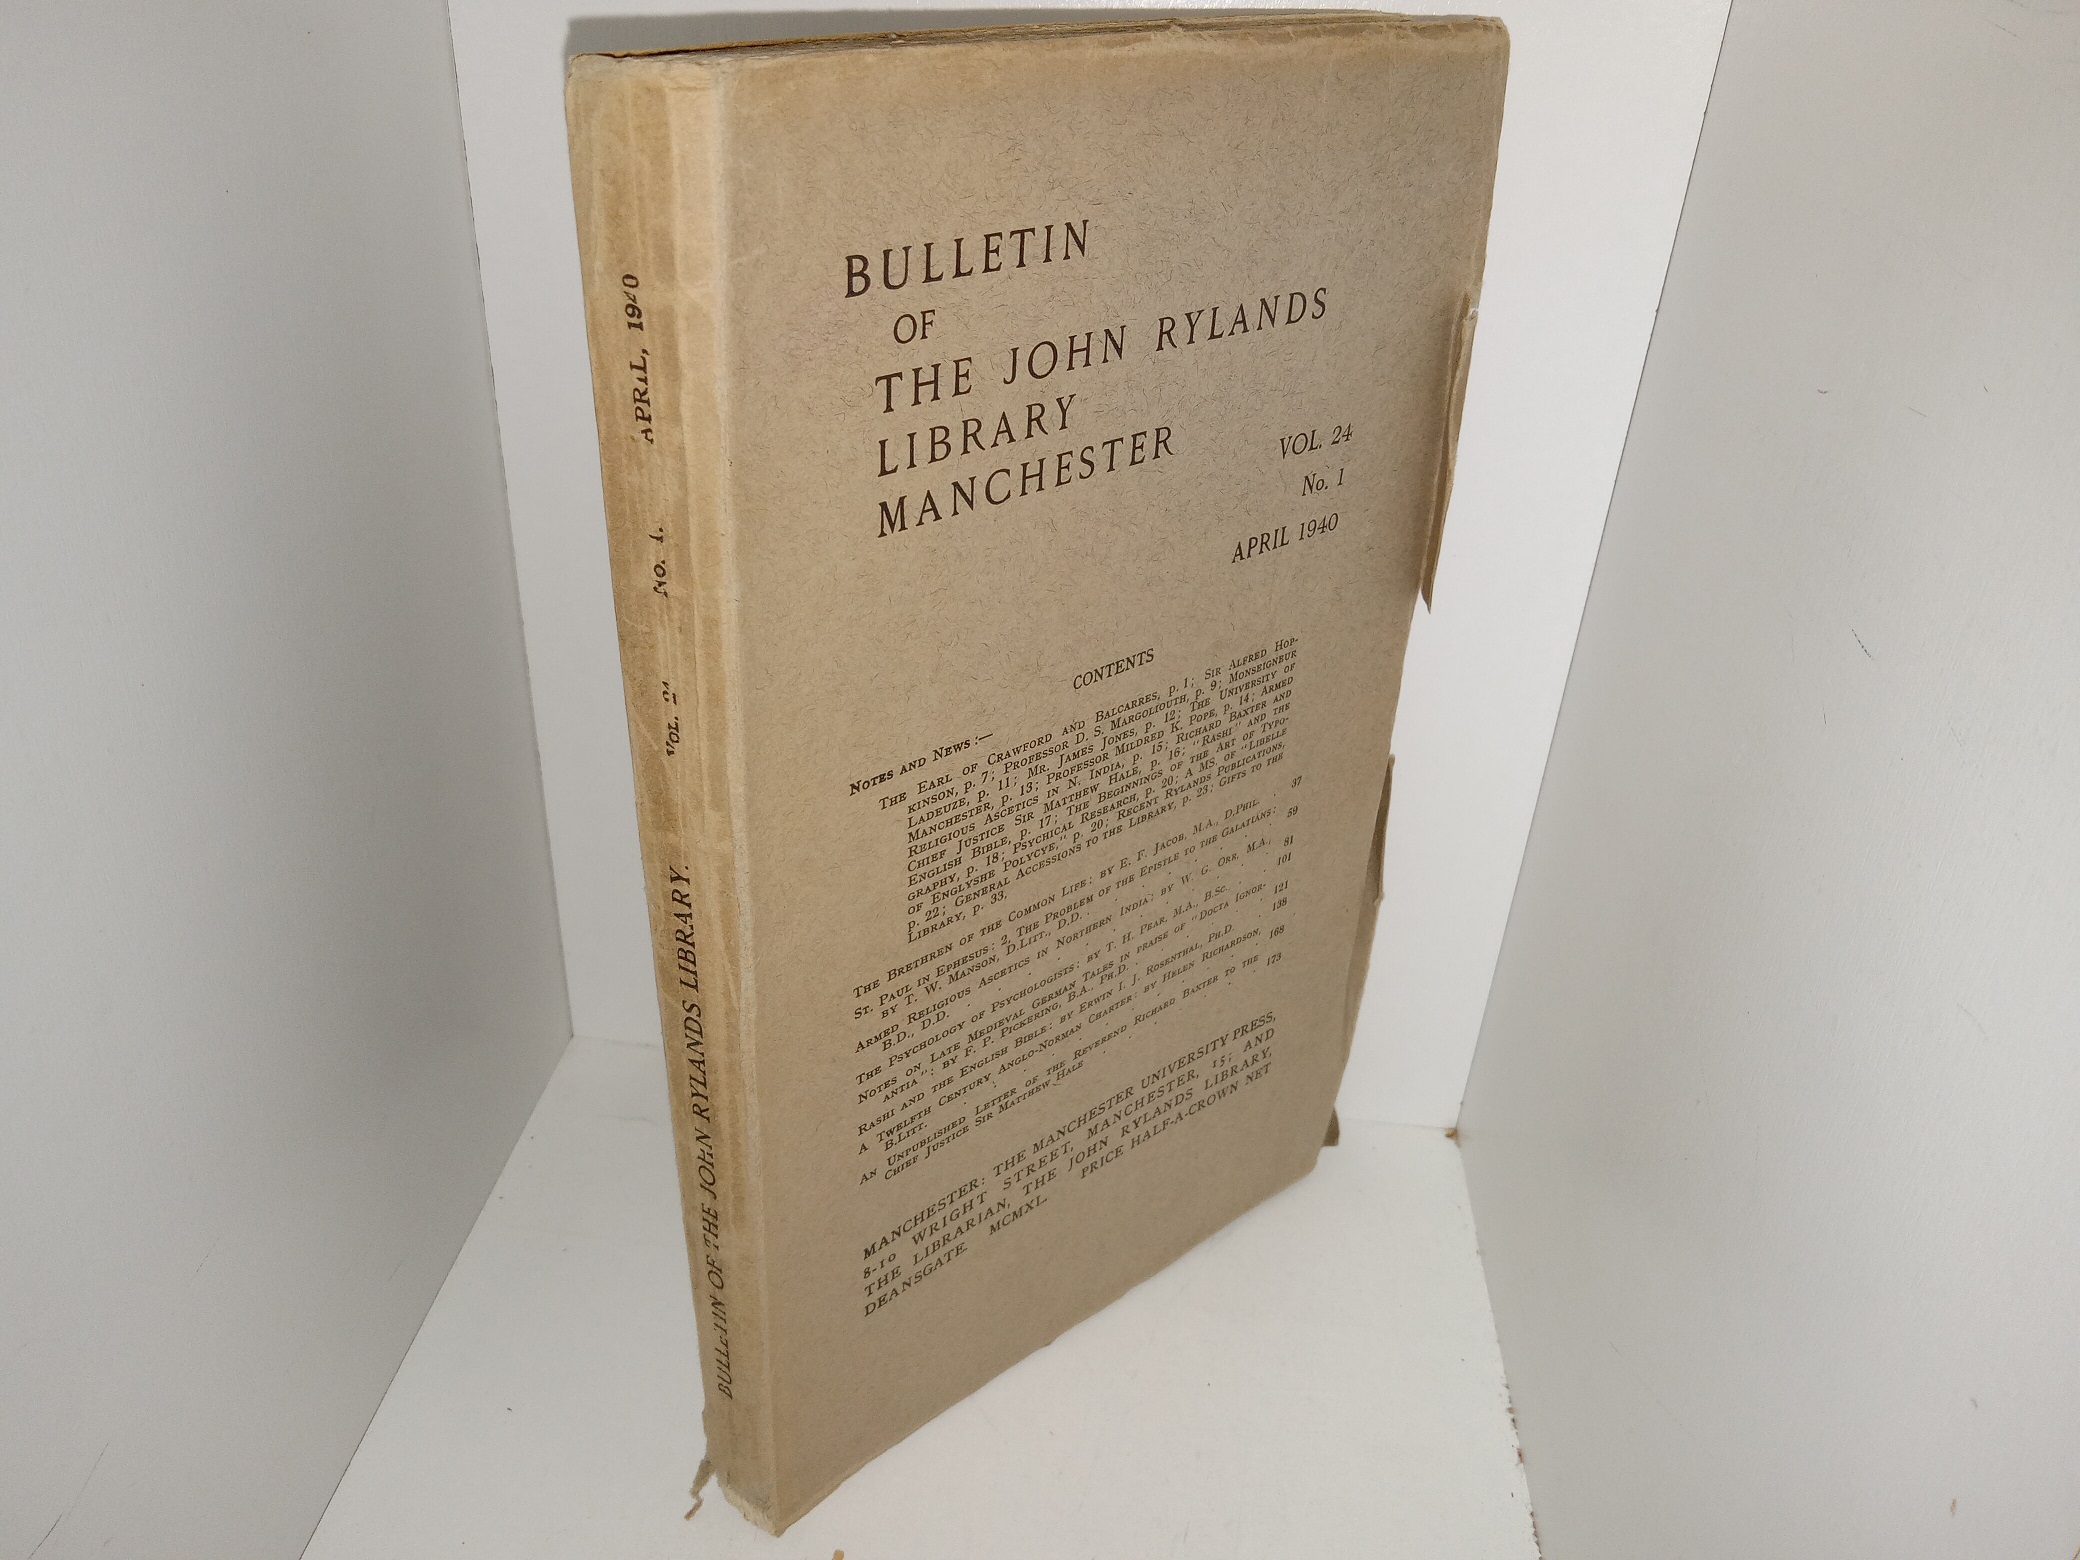 BULLETIN OF THE JOHN RYLANDS LIBRARY. VOL. 24 No. 1. APRIL, 1940
BULLETIN
OF
THE JOHN RYLANDS
LIBRARY
MANCHESTER
VOL. 24
No. 1
APRIL 1940
CONTENTS
NOTES AND NEWS :—
THE EARL OF CRAWFORD AND BALCARRES, p. 1; SIR ALFRED HOP-
KINSON, p. 7; PROFESSOR D. S. MARGOLIOUTH, p. 9; MONSEIGNEUR
LADEUZE, p. 11; MR. JAMES JONES, p. 12; THE UNIVERSITY OF
MANCHESTER, p. 13; PROFESSOR MILDRED K. POPE, p. 14; ARMED
RELIGIOUS ASCETICS IN N. INDIA, p. 15; RICHARD BAXTER AND
CHIEF JUSTICE SIR MATTHEW HALE, p. 16; "RASHI" AND THE
ENGLISH BIBLE, p. 17; THE BEGINNINGS OF THE ART OF TYPO-
GRAPHY, p. 18; PSYCHICAL RESEARCH, p. 20; A MS. OF "LIBELLE
OF ENGLYSHE POLYCYE," p. 20; RECENT RYLANDS PUBLICATIONS,
p. 22; GENERAL ACCESSIONS TO THE LIBRARY, p. 23; GIFTS TO THE
LIBRARY, p. 33.
THE BRETHREN OF THE COMMON LIFE: BY E. F. JACOB, M.A., D.PHIL. . 37
ST. PAUL IN EPHESUS: 2, THE PROBLEM OF THE EPISTLE TO THE GALATIANS:
BY T. W. MANSON, D.LITT., D.D. . 59
ARMED RELIGIOUS ASCETICS IN NORTHERN INDIA: BY W. G. ORR, M.A.,
B.D., D.D. . 81
THE PSYCHOLOGY OF PSYCHOLOGISTS: BY T. H. PEAR, M.A., B.SC. . 101
NOTES ON LATE MEDIEVAL GERMAN TALES IN PRAISE OF "DOCTA IGNOR-
ANTIA": BY F. P. PICKERING, B.A., PH.D. . 121
RASHI AND THE ENGLISH BIBLE: BY ERWIN I. J. ROSENTHAL, PH.D. . 138
A TWELFTH CENTURY ANGLO-NORMAN CHARTER: BY HELEN RICHARDSON,
B.LITT. . 168
AN UNPUBLISHED LETTER OF THE REVEREND RICHARD BAXTER TO THE
CHIEF JUSTICE SIR MATTHEW HALE . 173
MANCHESTER: THE MANCHESTER UNIVERSITY PRESS,
8-10 WRIGHT STREET, MANCHESTER, 15; AND
THE LIBRARIAN, THE JOHN RYLANDS LIBRARY,
DEANSGATE MCMXL PRICE HALF-A-CROWN NET